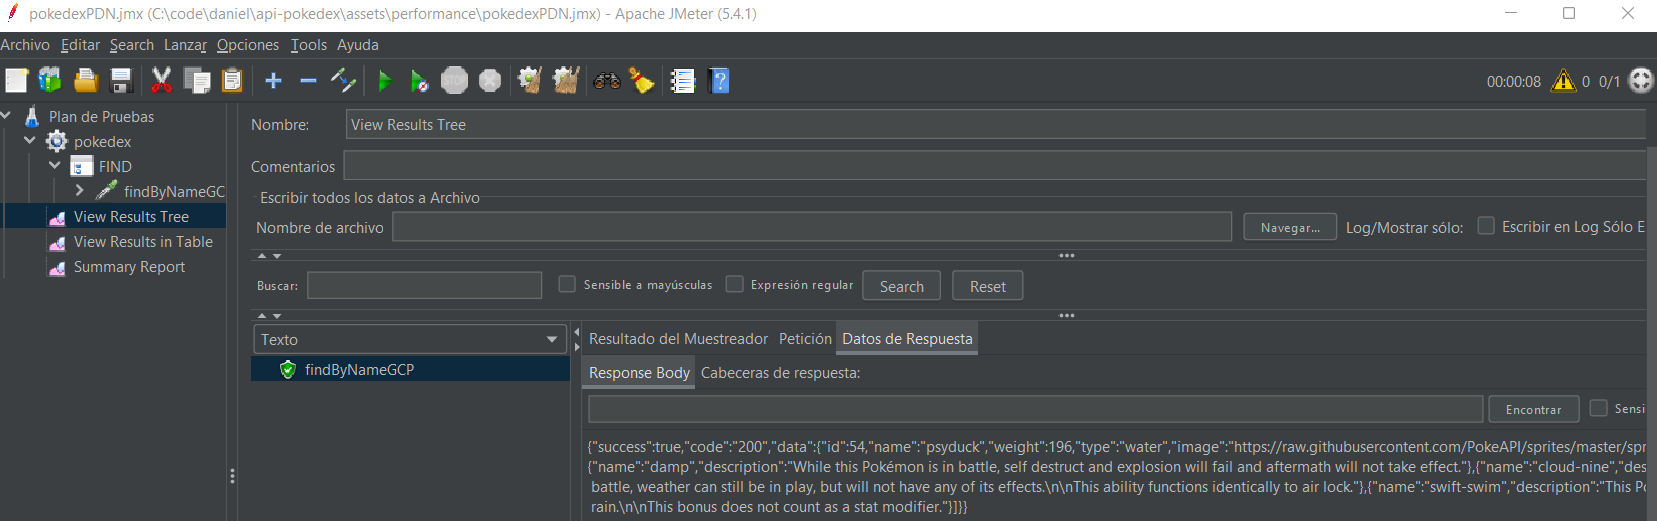 pokedexPDN.jmx (C:\code\daniel\api-pokedex\assets\performance\pokedexPDN.jmx) - Apache JMeter (5.4.1)
Archivo Editar Search Lanzar Opciones Tools Ayuda
STOP
00:00:08 0 0/1
Plan de Pruebas
pokedex
FIND
findByNameGC
View Results Tree
View Results in Table
Summary Report
Nombre: View Results Tree
Comentarios
Escribir todos los datos a Archivo
Nombre de archivo Navegar... Log/Mostrar sólo: Escribir en Log Sólo E
Buscar: Sensible a mayúsculas Expresión regular Search Reset
Texto
findByNameGCP
Resultado del Muestreador Petición Datos de Respuesta
Response Body Cabeceras de respuesta:
Encontrar Sensi
{"success":true,"code":"200","data":{"id":54,"name":"psyduck","weight":196,"type":"water","image":"https://raw.githubusercontent.com/PokeAPI/sprites/master/spr
{"name":"damp","description":"While this Pokémon is in battle, self destruct and explosion will fail and aftermath will not take effect."},{"name":"cloud-nine","des
battle, weather can still be in play, but will not have any of its effects.\n\nThis ability functions identically to air lock."},{"name":"swift-swim","description":"This Po
rain.\n\nThis bonus does not count as a stat modifier."}]}}